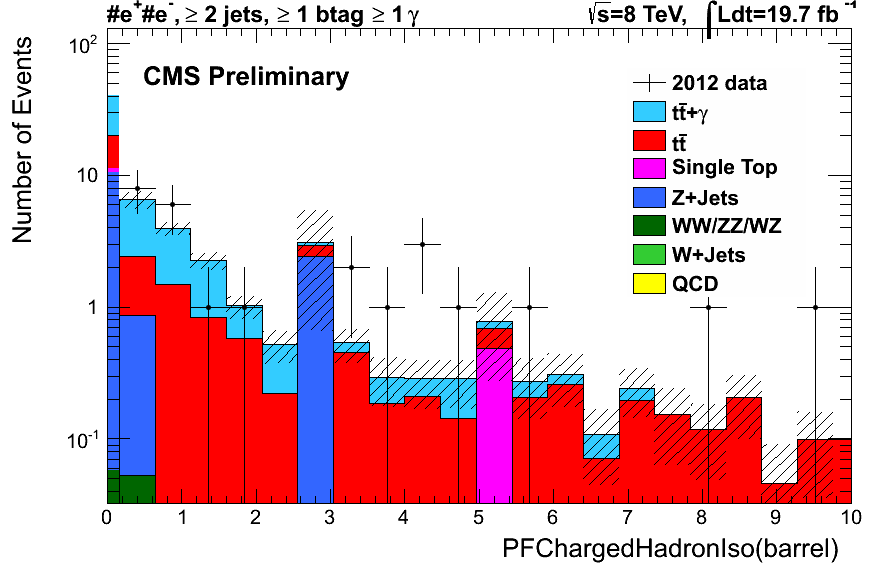 #e⁺#e⁻, ≥ 2 jets, ≥ 1 btag ≥ 1 γ √s=8 TeV, ∫Ldt=19.7 fb⁻¹
CMS Preliminary
2012 data
tt̄+γ
tt̄
Single Top
Z+Jets
WW/ZZ/WZ
W+Jets
QCD
Number of Events
10²
10
1
10⁻¹
0 1 2 3 4 5 6 7 8 9 10
PFChargedHadronIso(barrel)